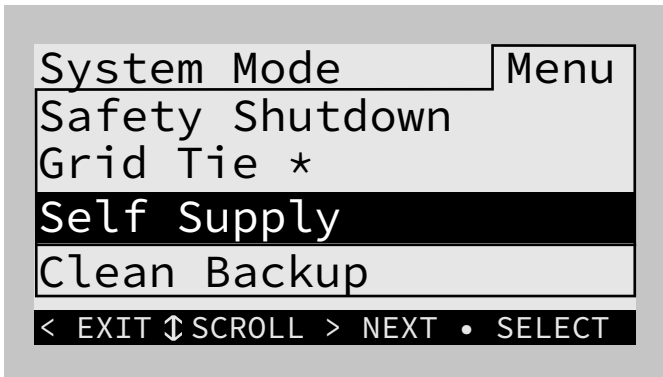 System Mode Menu
Safety Shutdown
Grid Tie *
Self Supply
Clean Backup
< EXIT ↕ SCROLL > NEXT • SELECT